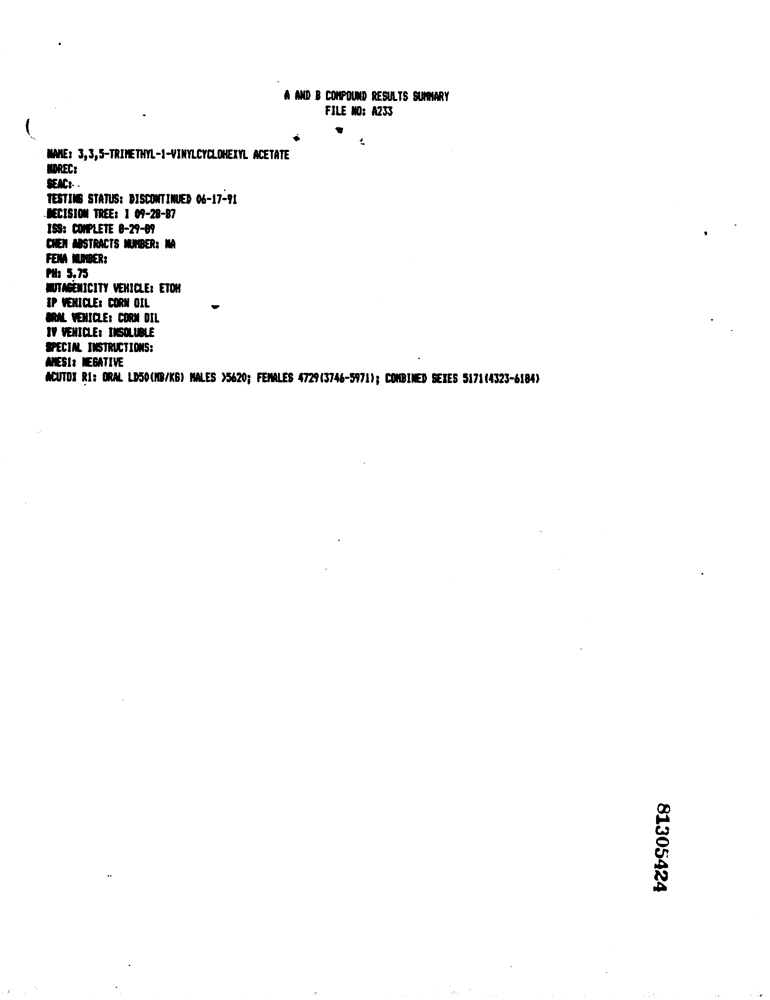 A AND B COMPOUND RESULTS SUMMARY
FILE NO: A233
NAME: 3,3,5-TRIMETHYL-1-VINYLCYCLOHEXYL ACETATE
NDREC:
SEAC:
TESTING STATUS: DISCONTINUED 06-17-91
DECISION TREE: I 09-28-87
ISS: COMPLETE 8-29-89
CHEM ABSTRACTS NUMBER: NA
FEMA NUMBER:
PH: 5.75
MUTAGENICITY VEHICLE: ETOH
IP VEHICLE: CORN OIL
ORAL VEHICLE: CORN OIL
IV VEHICLE: INSOLUBLE
SPECIAL INSTRUCTIONS:
AMES1: NEGATIVE
ACUTOX R1: ORAL LD50(MG/KG) MALES >5620; FEMALES 4729(3746-5971); COMBINED SEXES 5171(4323-6184)
81305424